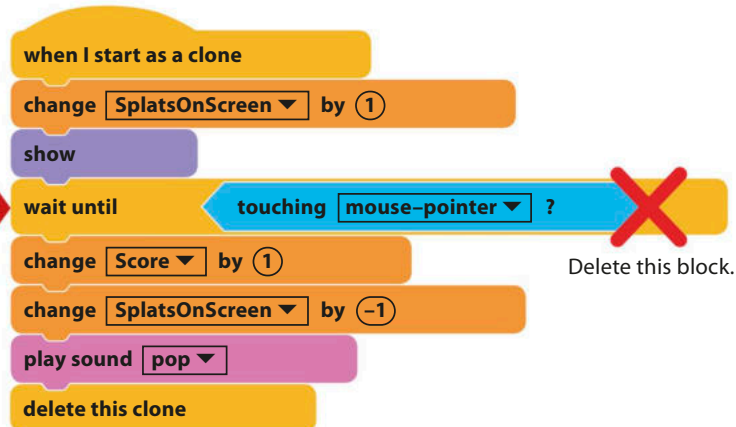 when I start as a clone
change SplatsOnScreen by 1
show
wait until touching mouse–pointer ?
change Score by 1
Delete this block.
change SplatsOnScreen by –1
play sound pop
delete this clone